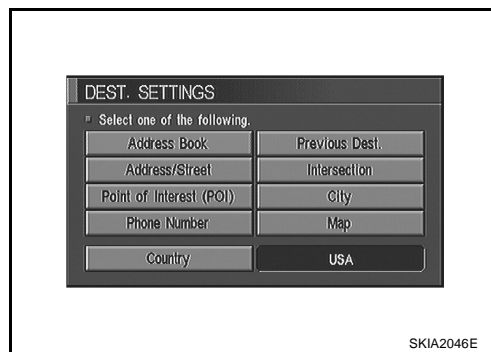 DEST. SETTINGS
Select one of the following.
Address Book Previous Dest.
Address/Street Intersection
Point of Interest (POI) City
Phone Number Map
Country USA
SKIA2046E